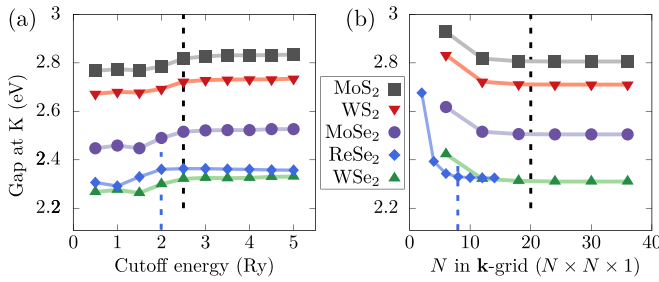 (a)
(b)
3
2.8
2.6
2.4
2.2
Gap at K (eV)
0 1 2 3 4 5
Cutoff energy (Ry)
MoS₂
WS₂
MoSe₂
ReSe₂
WSe₂
3
2.8
2.6
2.4
2.2
0 10 20 30 40
N in k-grid (N × N × 1)